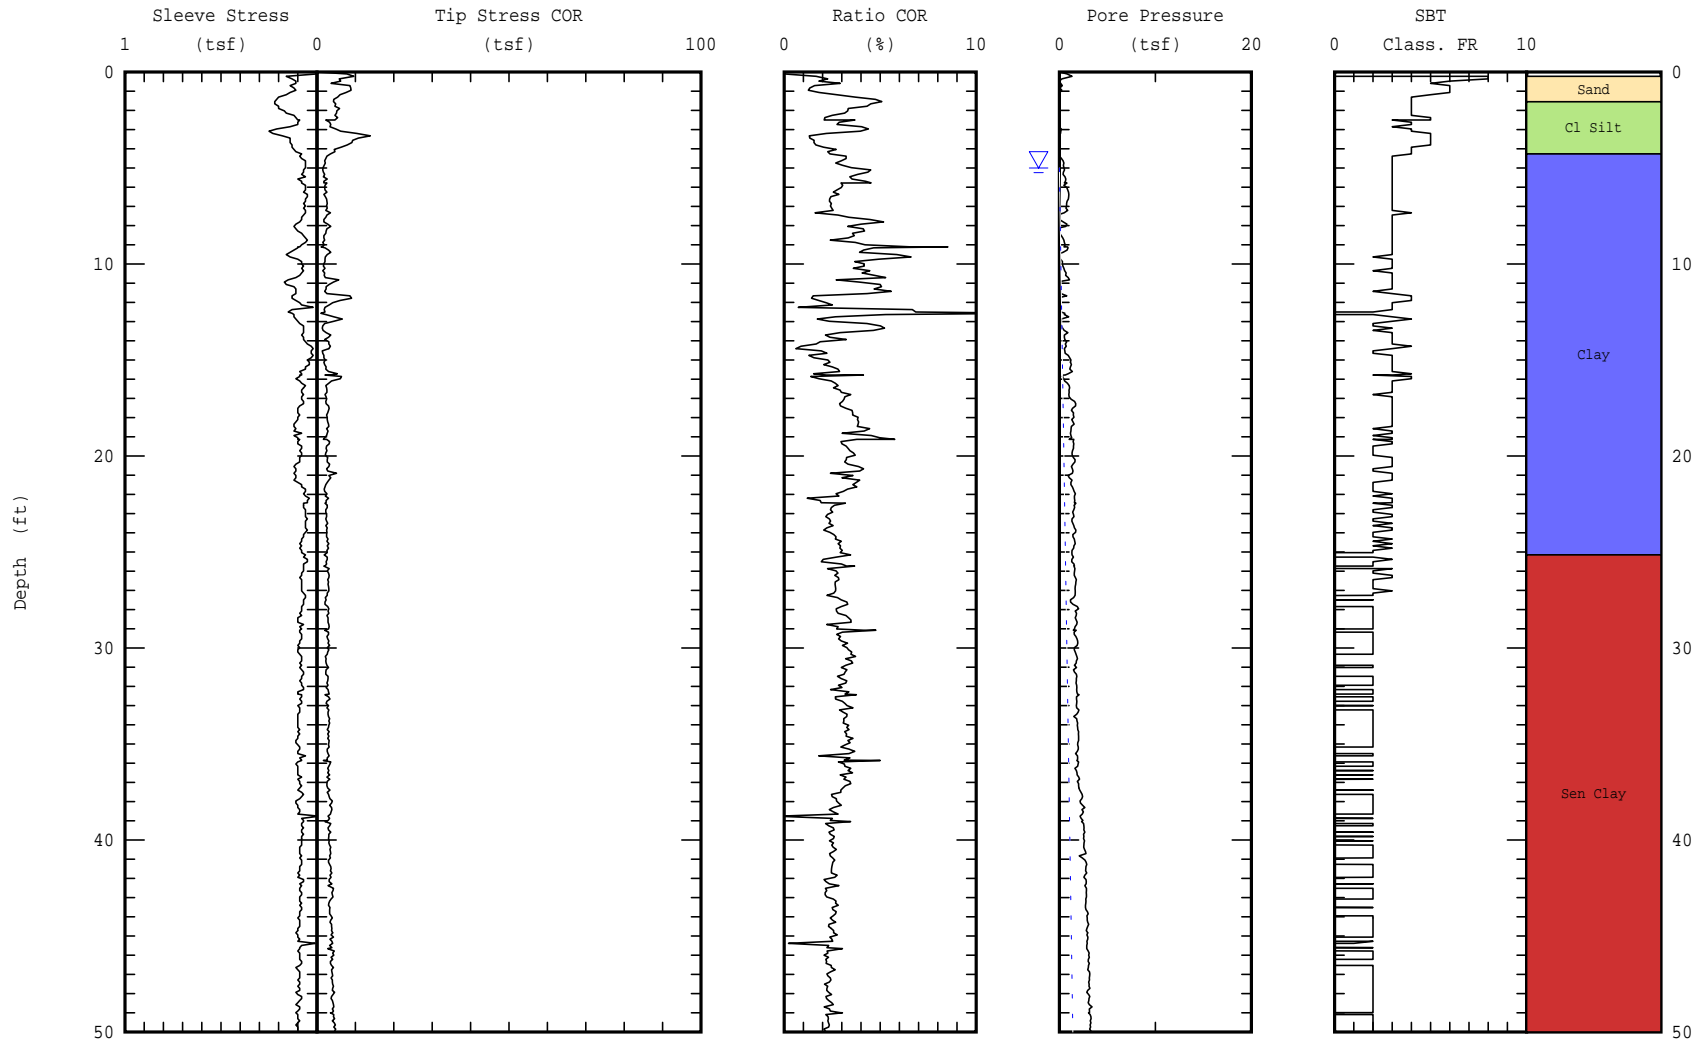 Sleeve Stress Tip Stress COR Ratio COR Pore Pressure SBT
1 (tsf) 0 (tsf) 100 0 (%) 10 0 (tsf) 20 0 Class. FR 10
0 0
Sand
Cl Silt
10 10
Clay
20 20
Depth (ft)
30 30
Sen Clay
40 40
50 50